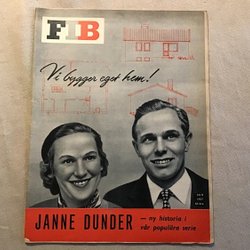 FIB
Vi bygger eget hem!
JANNE DUNDER
— ny historia i
vår populära serie